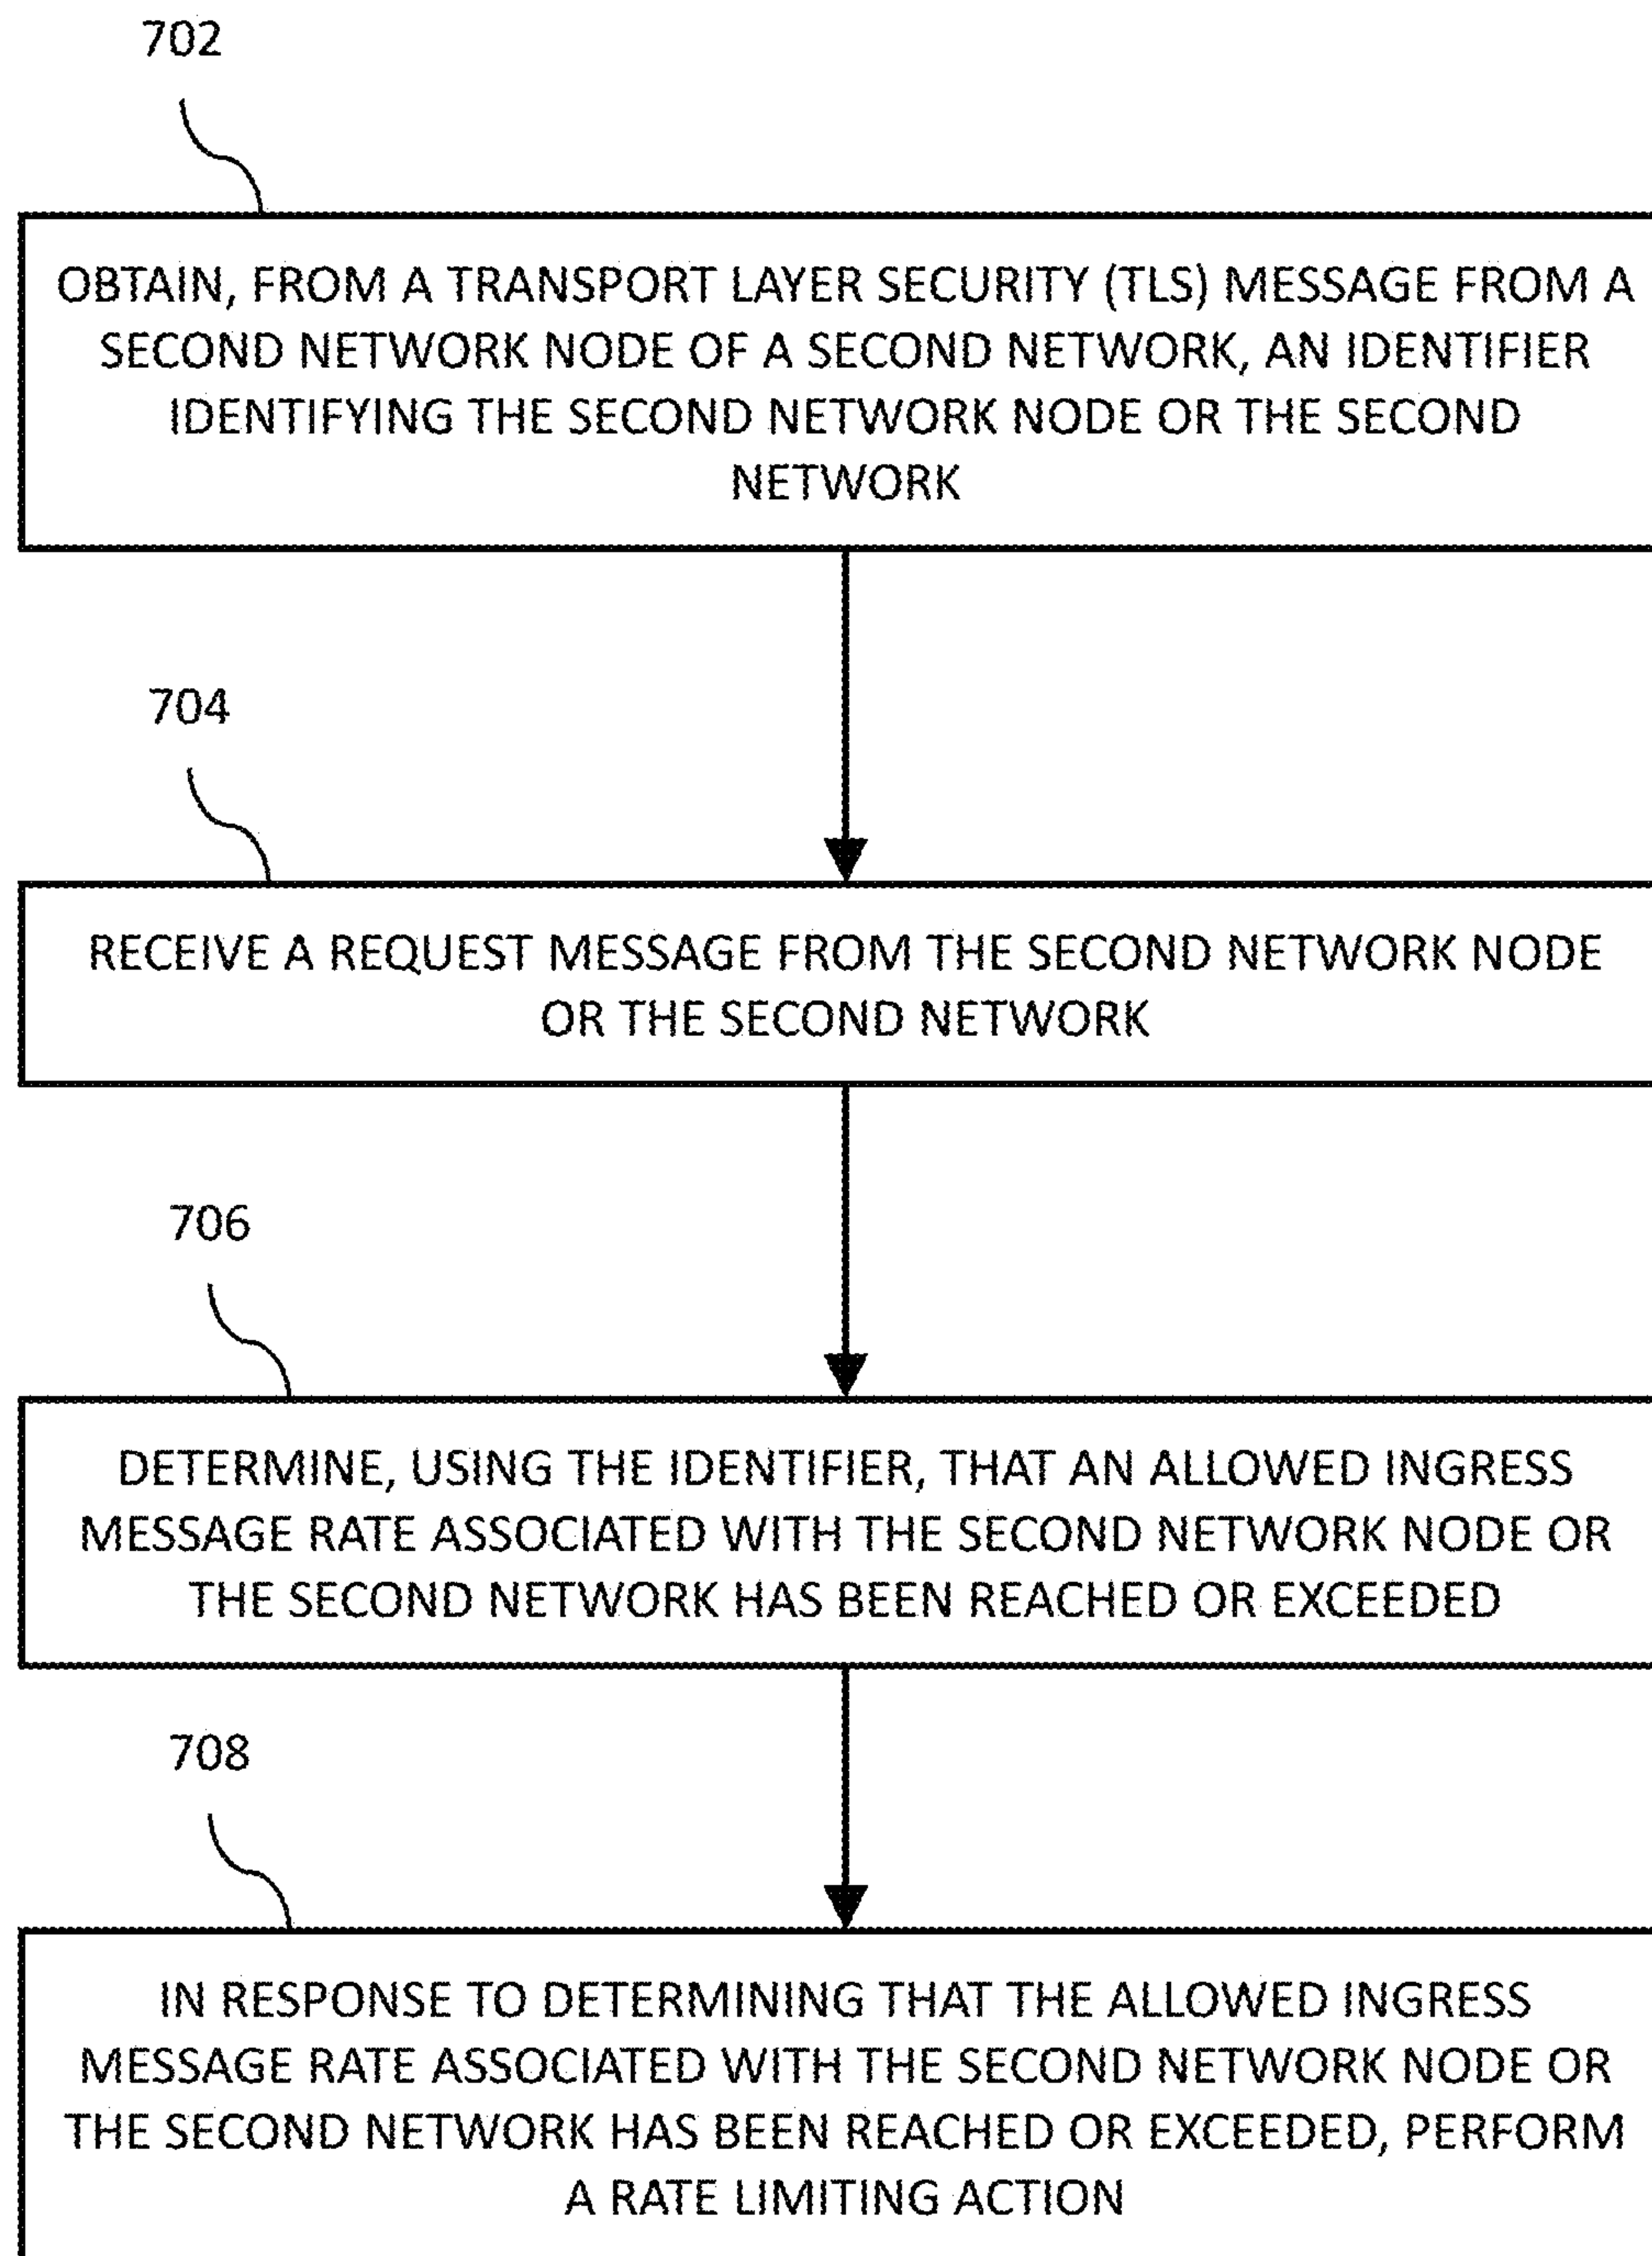 702
OBTAIN, FROM A TRANSPORT LAYER SECURITY (TLS) MESSAGE FROM A
SECOND NETWORK NODE OF A SECOND NETWORK, AN IDENTIFIER
IDENTIFYING THE SECOND NETWORK NODE OR THE SECOND
NETWORK
704
RECEIVE A REQUEST MESSAGE FROM THE SECOND NETWORK NODE
OR THE SECOND NETWORK
706
DETERMINE, USING THE IDENTIFIER, THAT AN ALLOWED INGRESS
MESSAGE RATE ASSOCIATED WITH THE SECOND NETWORK NODE OR
THE SECOND NETWORK HAS BEEN REACHED OR EXCEEDED
708
IN RESPONSE TO DETERMINING THAT THE ALLOWED INGRESS
MESSAGE RATE ASSOCIATED WITH THE SECOND NETWORK NODE OR
THE SECOND NETWORK HAS BEEN REACHED OR EXCEEDED, PERFORM
A RATE LIMITING ACTION